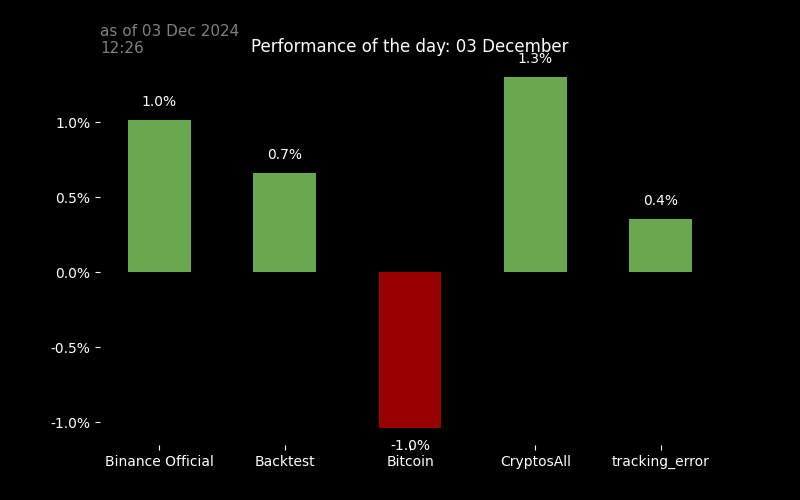 as of 03 Dec 2024
12:26
Performance of the day: 03 December
1.3%
1.0%
1.0%
0.7%
0.5%
0.4%
0.0%
-0.5%
-1.0%
-1.0%
Binance Official
Backtest
Bitcoin
CryptosAll
tracking_error